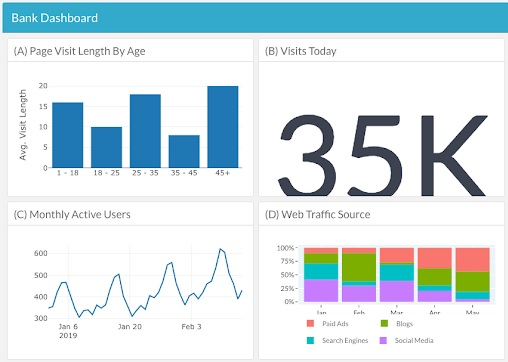 Bank Dashboard
(A) Page Visit Length By Age
Avg. Visit Length
20
15
10
5
0
1 - 18 18 - 25 25 - 35 35 - 45 45+
(B) Visits Today
35K
(C) Monthly Active Users
600
500
400
300
Jan 6 Jan 20 Feb 3
2019
(D) Web Traffic Source
100%
75%
50%
25%
0%
Jan Feb Mar Apr May
Paid Ads Blogs
Search Engines Social Media